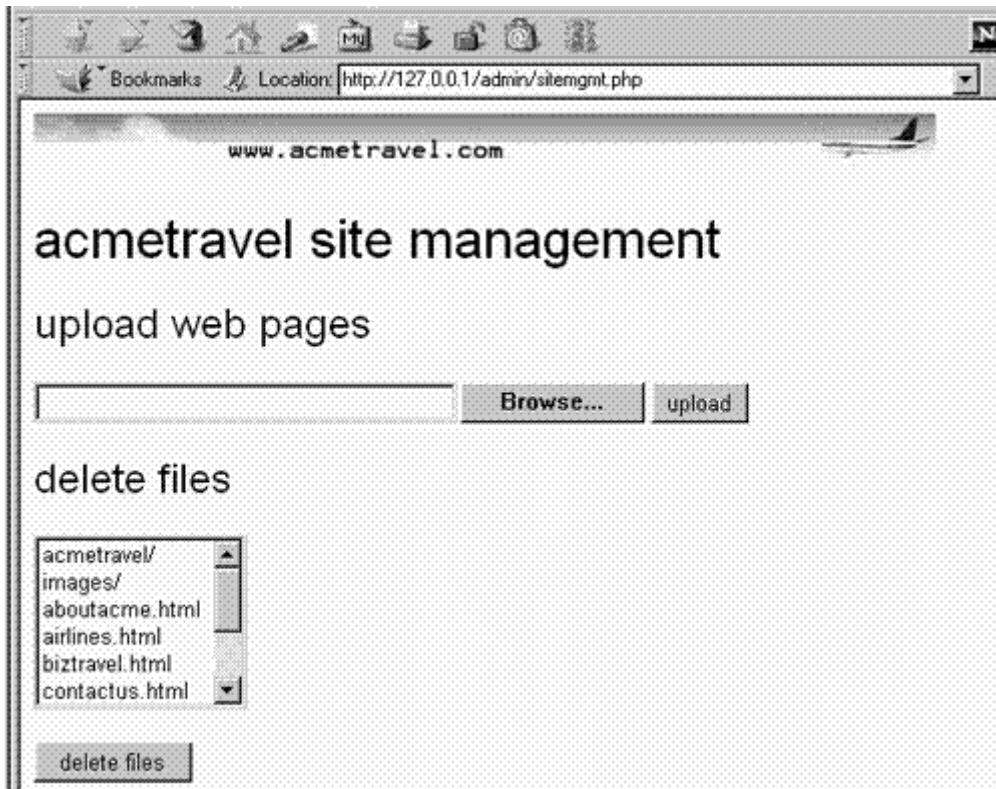 My
N
Bookmarks Location: http://127.0.0.1/admin/sitemgmt.php
www.acmetravel.com
acmetravel site management
upload web pages
Browse... upload
delete files
acmetravel/
images/
aboutacme.html
airlines.html
biztravel.html
contactus.html
delete files